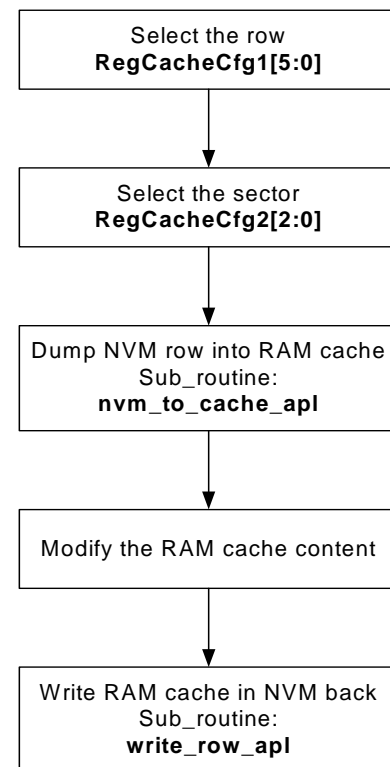 Select the row
RegCacheCfg1[5:0]
Select the sector
RegCacheCfg2[2:0]
Dump NVM row into RAM cache
Sub_routine:
nvm_to_cache_apl
Modify the RAM cache content
Write RAM cache in NVM back
Sub_routine:
write_row_apl